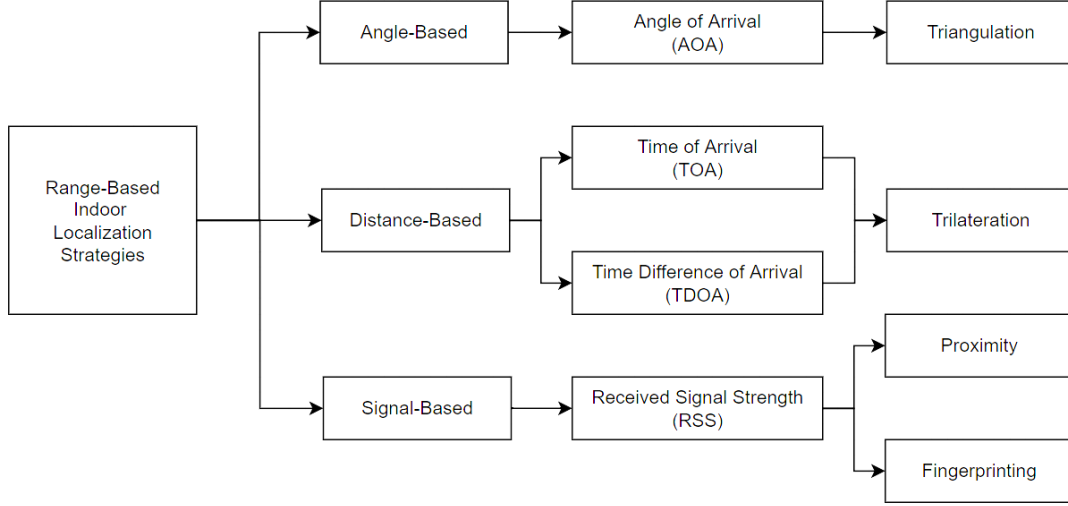 Range-Based
Indoor
Localization
Strategies
Angle-Based
Angle of Arrival
(AOA)
Triangulation
Distance-Based
Time of Arrival
(TOA)
Time Difference of Arrival
(TDOA)
Trilateration
Signal-Based
Received Signal Strength
(RSS)
Proximity
Fingerprinting